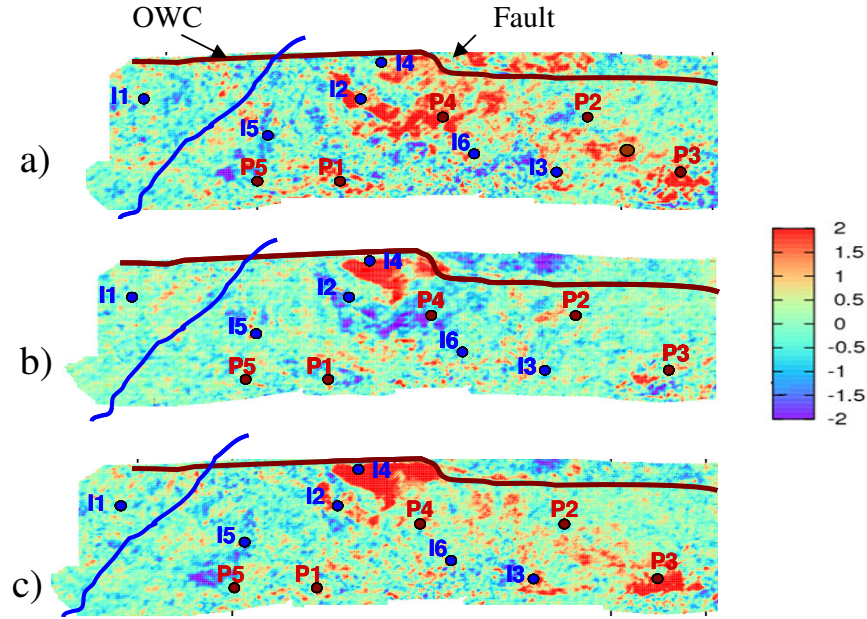 OWC Fault
I4
I1 I2 P4 P2
I5 I6
a) P5 P1 I3 P3
2
1.5
1
0.5
0
-0.5
-1
-1.5
-2
I4
I1 I2 P4 P2
I5 I6
b) P5 P1 I3 P3
I4
I1 I2 P4 P2
I5 I6
c) P5 P1 I3 P3